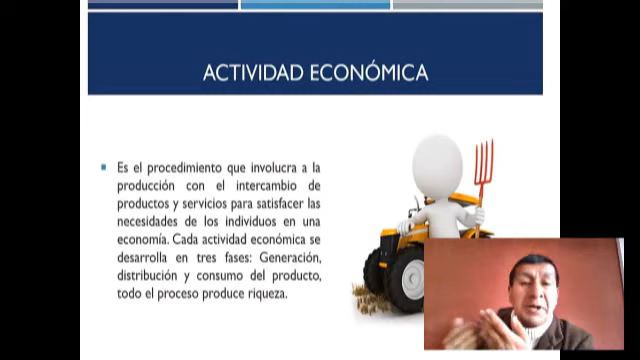 ACTIVIDAD ECONÓMICA
Es el procedimiento que involucra a la
producción con el intercambio de
productos y servicios para satisfacer las
necesidades de los individuos en una
economía. Cada actividad económica se
desarrolla en tres fases: Generación,
distribución y consumo del producto,
todo el proceso produce riqueza.